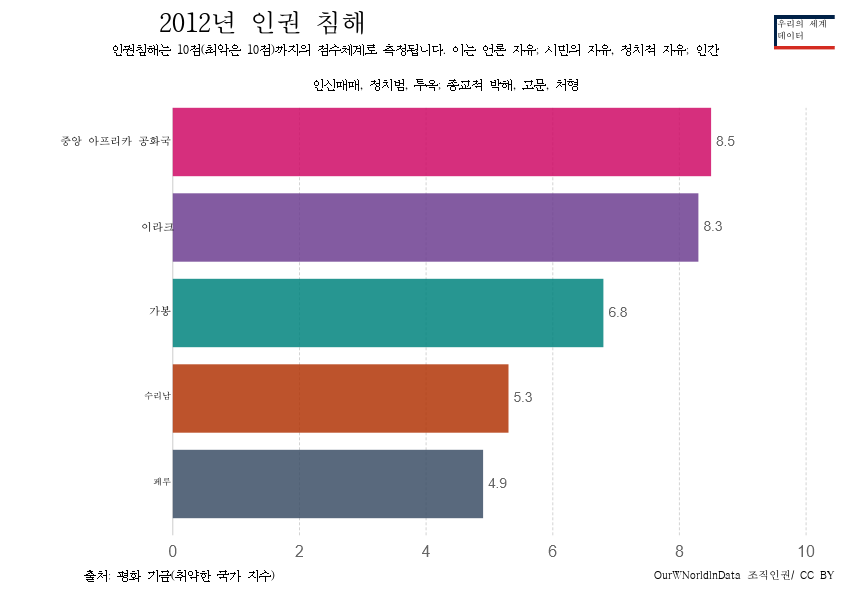 2012년 인권 침해
우리의 세계
데이터
인권침해는 10점(최악은 10점)까지의 점수체계로 측정됩니다. 이는 언론 자유; 시민의 자유, 정치적 자유; 인간
인신매매, 정치범, 투옥; 종교적 박해, 고문, 처형
중앙 아프리카 공화국
8.5
이라크
8.3
가봉
6.8
수리남
5.3
페루
4.9
0 2 4 6 8 10
출처: 평화 기금(취약한 국가 지수)
OurWNorldInData 조직인권/ CC BY